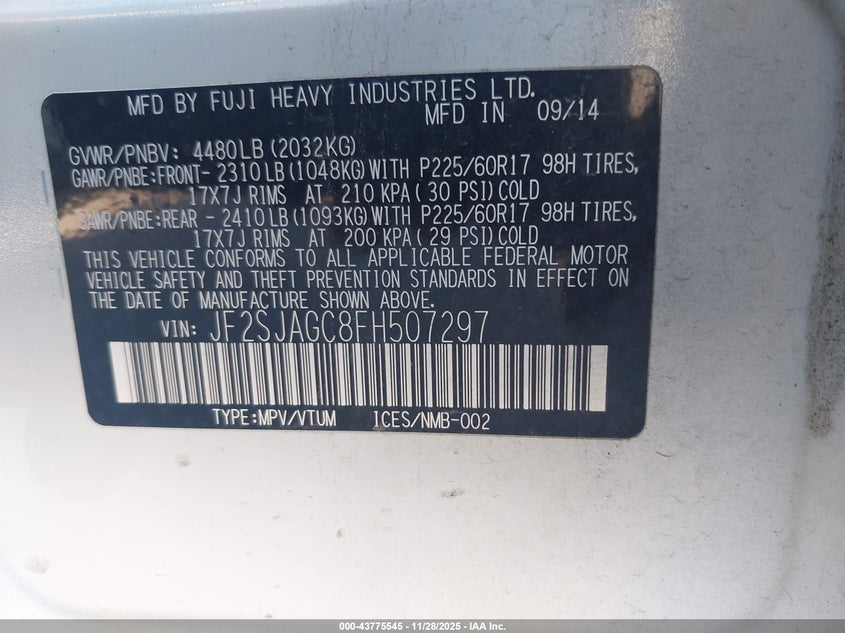 MFD BY FUJI HEAVY INDUSTRIES LTD.
MFD IN 09/14
GVWR/PNBV: 4480LB(2032KG)
GAWR/PNBE:FRONT- 2310LB(1048KG)WITH P225/60R17 98H TIRES,
17X7J RIMS AT 210 KPA(30 PSI)COLD
GAWR/PNBE:REAR - 2410LB(1093KG)WITH P225/60R17 98H TIRES,
17X7J RIMS AT 200 KPA(29 PSI)COLD
THIS VEHICLE CONFORMS TO ALL APPLICABLE FEDERAL MOTOR
VEHICLE SAFETY AND THEFT PREVENTION STANDARDS IN EFFECT ON
THE DATE OF MANUFACTURE SHOWN ABOVE.
VIN: JF2SJAGC8FH507297
TYPE:MPV/VTUM ICES/NMB-002
000-43775545 - 11/28/2025 - IAA Inc.